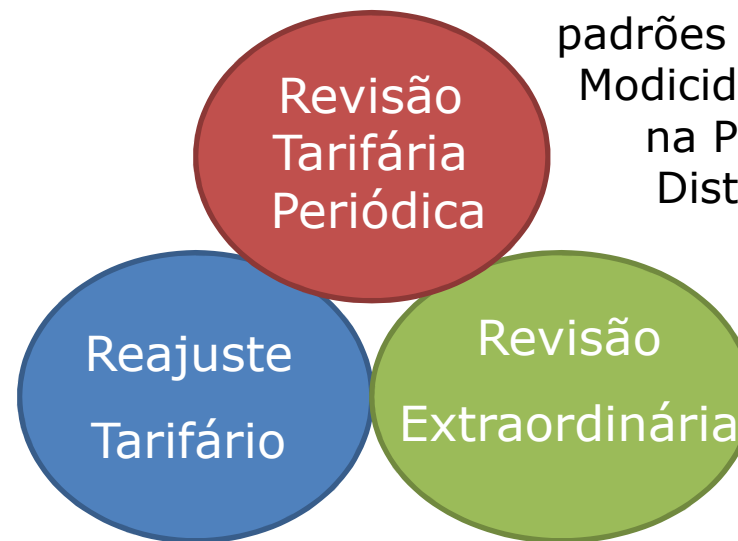 padrões
Modicid
na P
Dist
Revisão
Tarifária
Periódica
Reajuste
Tarifário
Revisão
Extraordinária